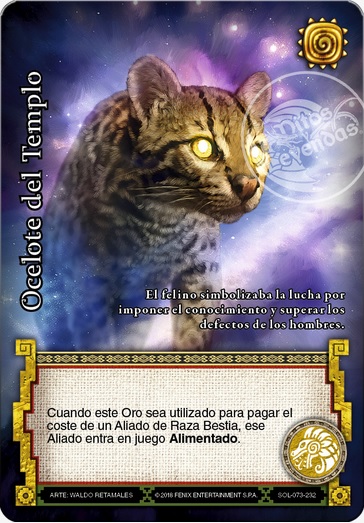 Ocelote del Templo
mitos
leyendas
El felino simbolizaba la lucha por
imponer el conocimiento y superar los
defectos de los hombres.
Cuando este Oro sea utilizado para pagar el
coste de un Aliado de Raza Bestia, ese
Aliado entra en juego Alimentado.
ARTE: WALDO RETAMALES
© 2018 FENIX ENTERTAINMENT S.P.A.
SOL-073-232